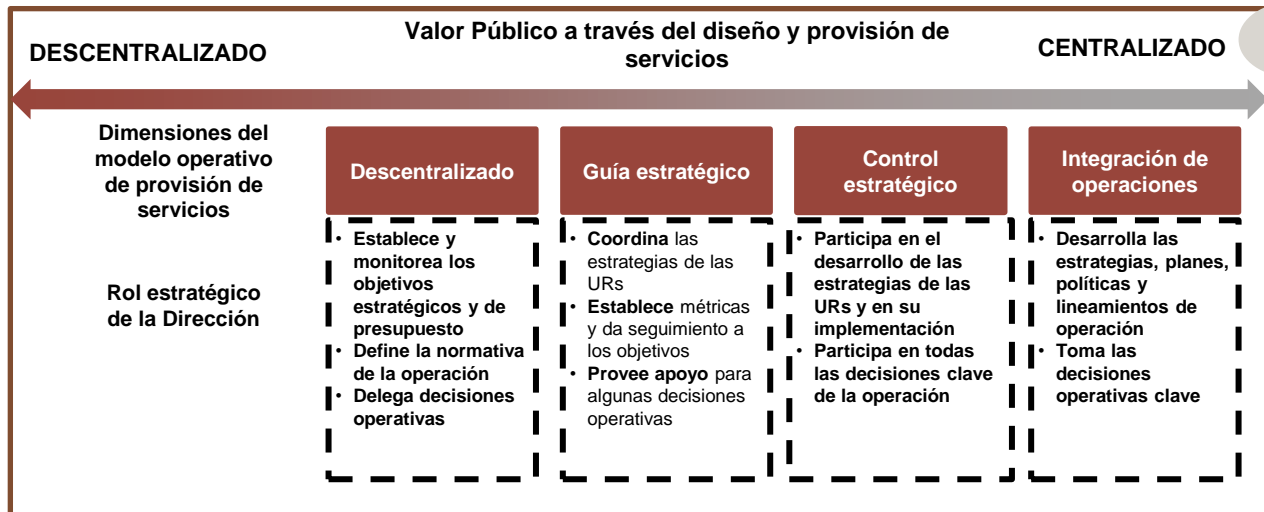 Valor Público a través del diseño y provisión de
servicios
DESCENTRALIZADO
CENTRALIZADO
Dimensiones del
modelo operativo
de provisión de
servicios
Descentralizado
Guía estratégico
Control
estratégico
Integración de
operaciones
Rol estratégico
de la Dirección
• Establece y
monitorea los
objetivos
estratégicos y de
presupuesto
• Define la normativa
de la operación
• Delega decisiones
operativas
• Coordina las
estrategias de las
URs
• Establece métricas
y da seguimiento a
los objetivos
• Provee apoyo para
algunas decisiones
operativas
• Participa en el
desarrollo de las
estrategias de las
URs y en su
implementación
• Participa en todas
las decisiones clave
de la operación
• Desarrolla las
estrategias, planes,
políticas y
lineamientos de
operación
• Toma las
decisiones
operativas clave